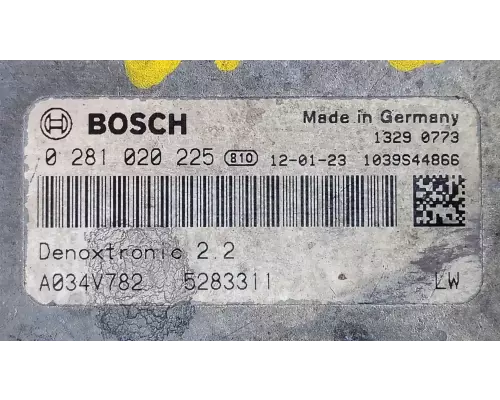 BOSCH Made in Germany
1329 0773
0 281 020 225 810 12-01-23 1039S44866
Denoxtronic 2.2
A034V782 5283311 LW